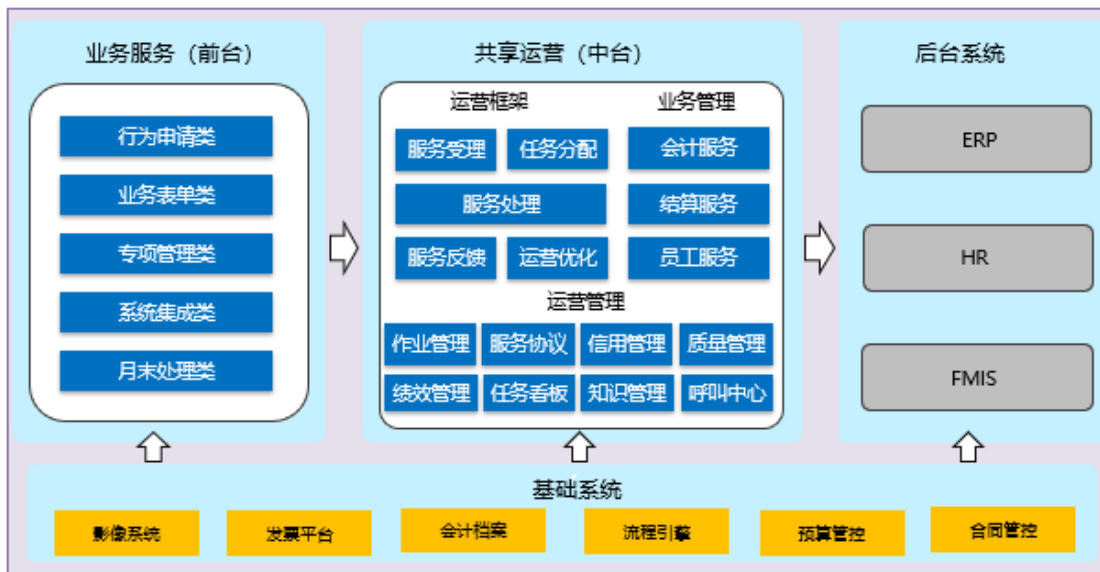 业务服务（前台）
行为申请类
业务表单类
专项管理类
系统集成类
月末处理类
共享运营（中台）
运营框架 业务管理
服务受理 任务分配 会计服务
服务处理 结算服务
服务反馈 运营优化 员工服务
运营管理
作业管理 服务协议 信用管理 质量管理
绩效管理 任务看板 知识管理 呼叫中心
后台系统
ERP
HR
FMIS
基础系统
影像系统 发票平台 会计档案 流程引擎 预算管控 合同管控